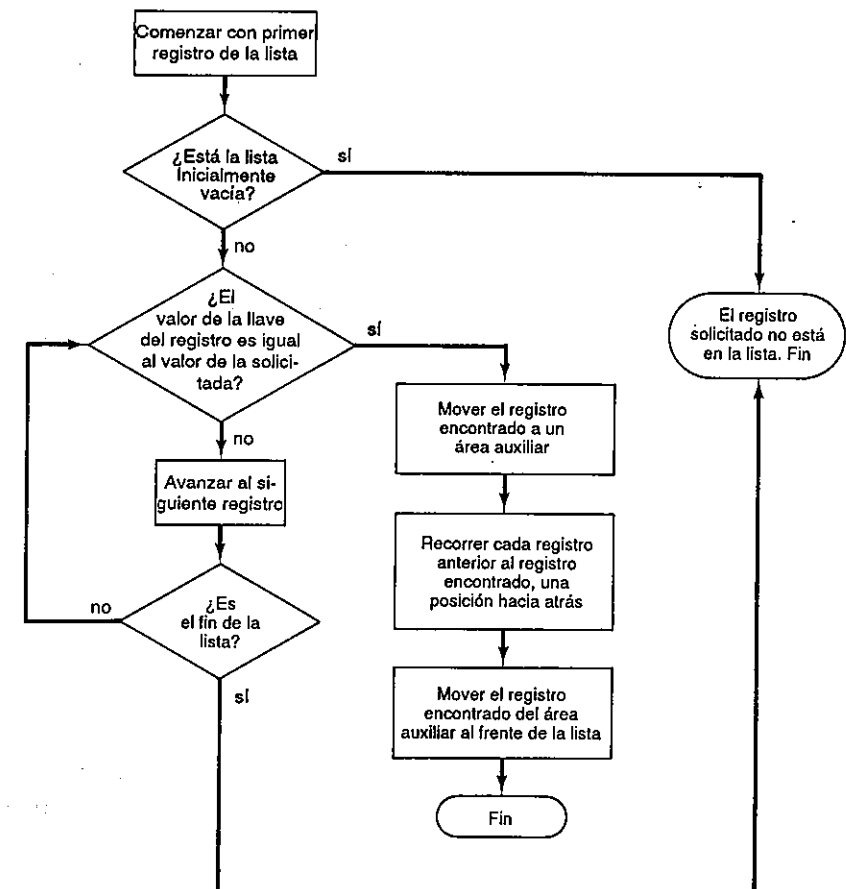 Comenzar con primer
registro de la lista
¿Está la lista
Inicialmente
vacía?
sí
no
¿El
valor de la llave
del registro es igual
al valor de la solici-
tada?
sí
El registro
solicitado no está
en la lista. Fin
Mover el registro
encontrado a un
área auxiliar
no
Avanzar al si-
guiente registro
Recorrer cada registro
anterior al registro
encontrado, una
posición hacia atrás
no
¿Es
el fin de la
lista?
sí
Mover el registro
encontrado del área
auxiliar al frente de la lista
Fin